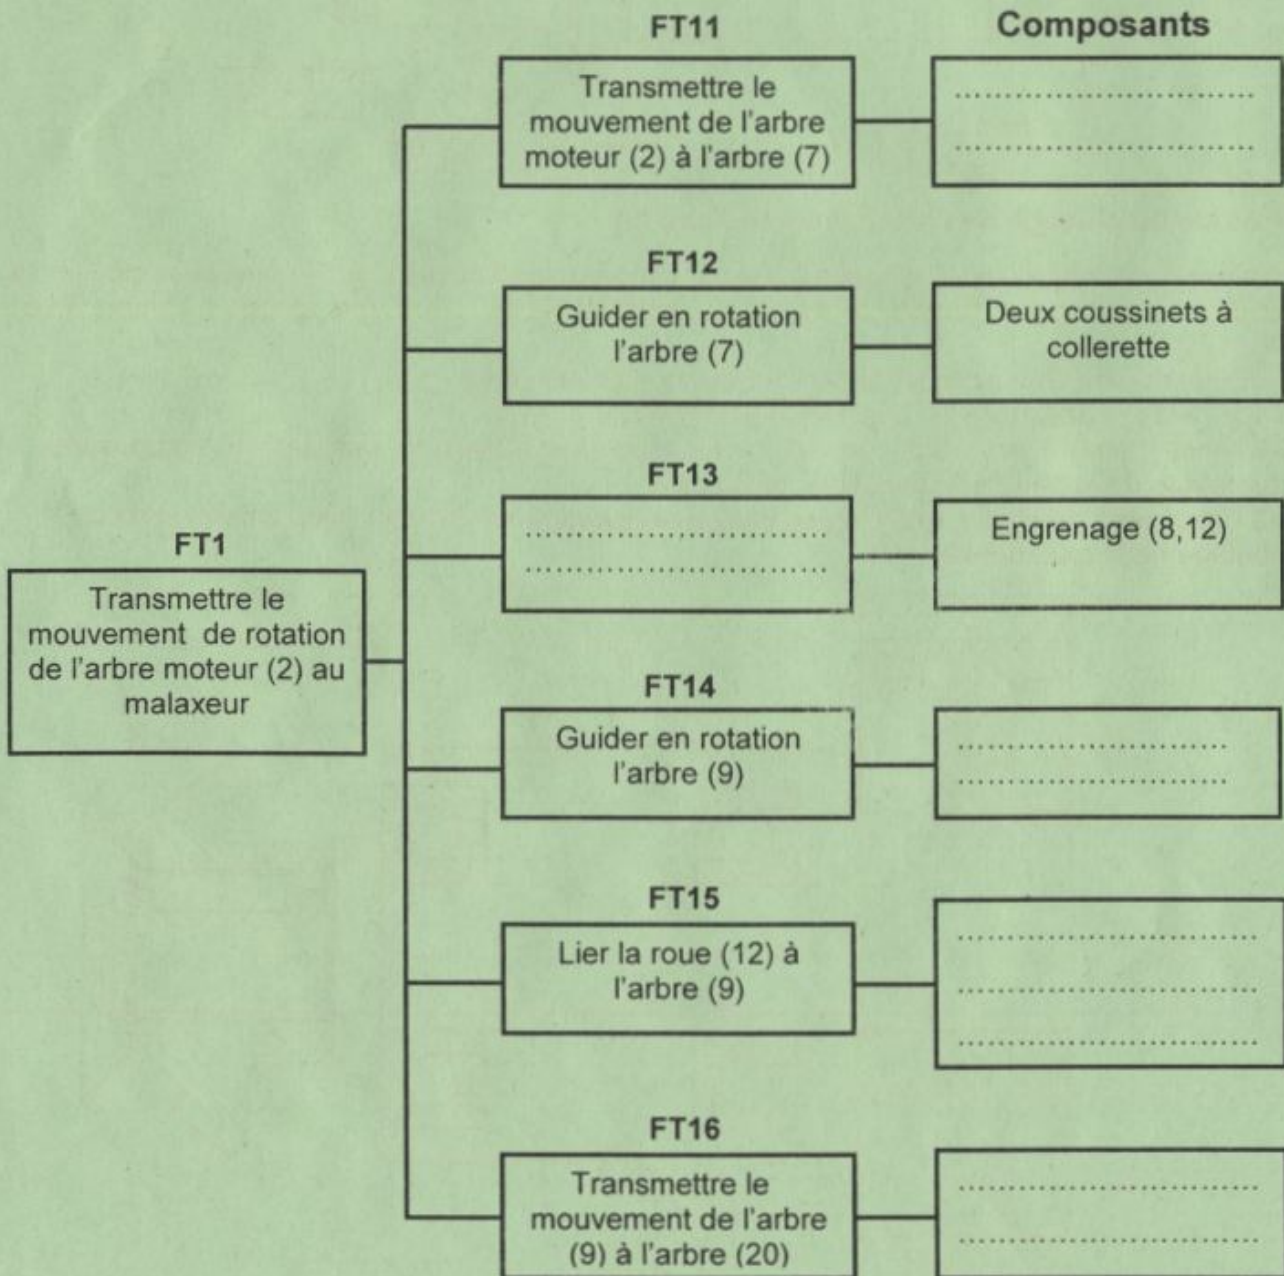 FT11
Composants
Transmettre le
mouvement de l'arbre
moteur (2) à l'arbre (7)
..............................
..............................
FT12
Guider en rotation
l'arbre (7)
Deux coussinets à
collerette
FT13
..............................
..............................
Engrenage (8,12)
FT1
Transmettre le
mouvement de rotation
de l'arbre moteur (2) au
malaxeur
FT14
Guider en rotation
l'arbre (9)
...........................
...........................
FT15
Lier la roue (12) à
l'arbre (9)
..............................
..............................
..............................
FT16
Transmettre le
mouvement de l'arbre
(9) à l'arbre (20)
..............................
..............................